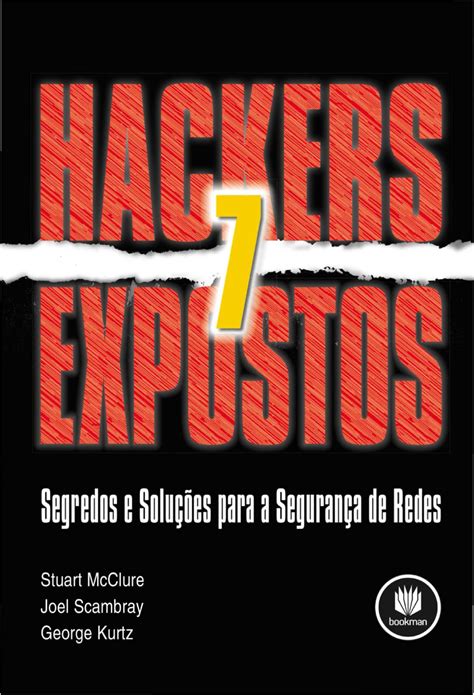 HACKERS
7
EXPOSTOS
Segredos e Soluções para a Segurança de Redes
Stuart McClure
Joel Scambray
George Kurtz
bookman